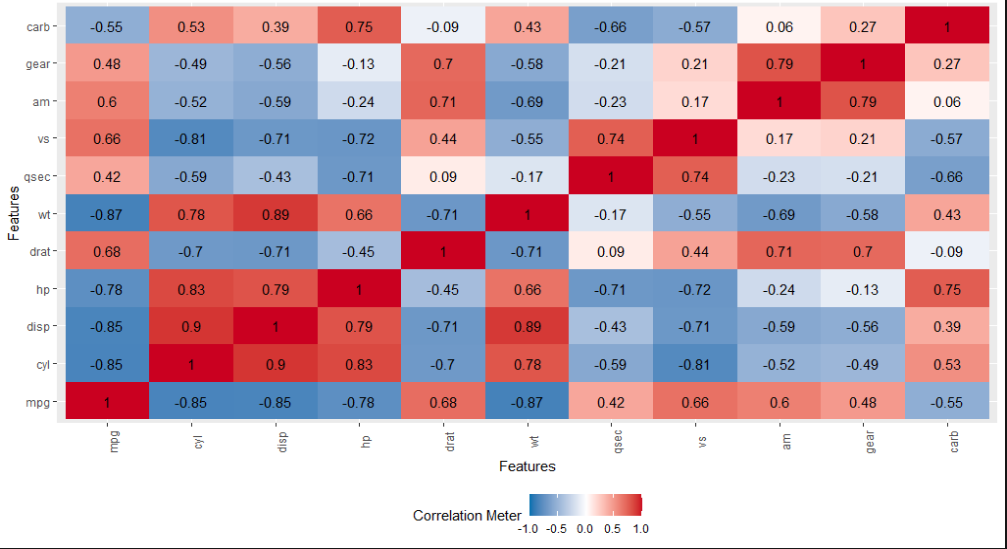 carb -0.55 0.53 0.39 0.75 -0.09 0.43 -0.66 -0.57 0.06 0.27 1
gear 0.48 -0.49 -0.56 -0.13 0.7 -0.58 -0.21 0.21 0.79 1 0.27
am 0.6 -0.52 -0.59 -0.24 0.71 -0.69 -0.23 0.17 1 0.79 0.06
vs 0.66 -0.81 -0.71 -0.72 0.44 -0.55 0.74 1 0.17 0.21 -0.57
qsec 0.42 -0.59 -0.43 -0.71 0.09 -0.17 1 0.74 -0.23 -0.21 -0.66
Features
wt -0.87 0.78 0.89 0.66 -0.71 1 -0.17 -0.55 -0.69 -0.58 0.43
drat 0.68 -0.7 -0.71 -0.45 1 -0.71 0.09 0.44 0.71 0.7 -0.09
hp -0.78 0.83 0.79 1 -0.45 0.66 -0.71 -0.72 -0.24 -0.13 0.75
disp -0.85 0.9 1 0.79 -0.71 0.89 -0.43 -0.71 -0.59 -0.56 0.39
cyl -0.85 1 0.9 0.83 -0.7 0.78 -0.59 -0.81 -0.52 -0.49 0.53
mpg 1 -0.85 -0.85 -0.78 0.68 -0.87 0.42 0.66 0.6 0.48 -0.55
mpg cyl disp hp drat wt qsec vs am gear carb
Features
Correlation Meter
-1.0 -0.5 0.0 0.5 1.0